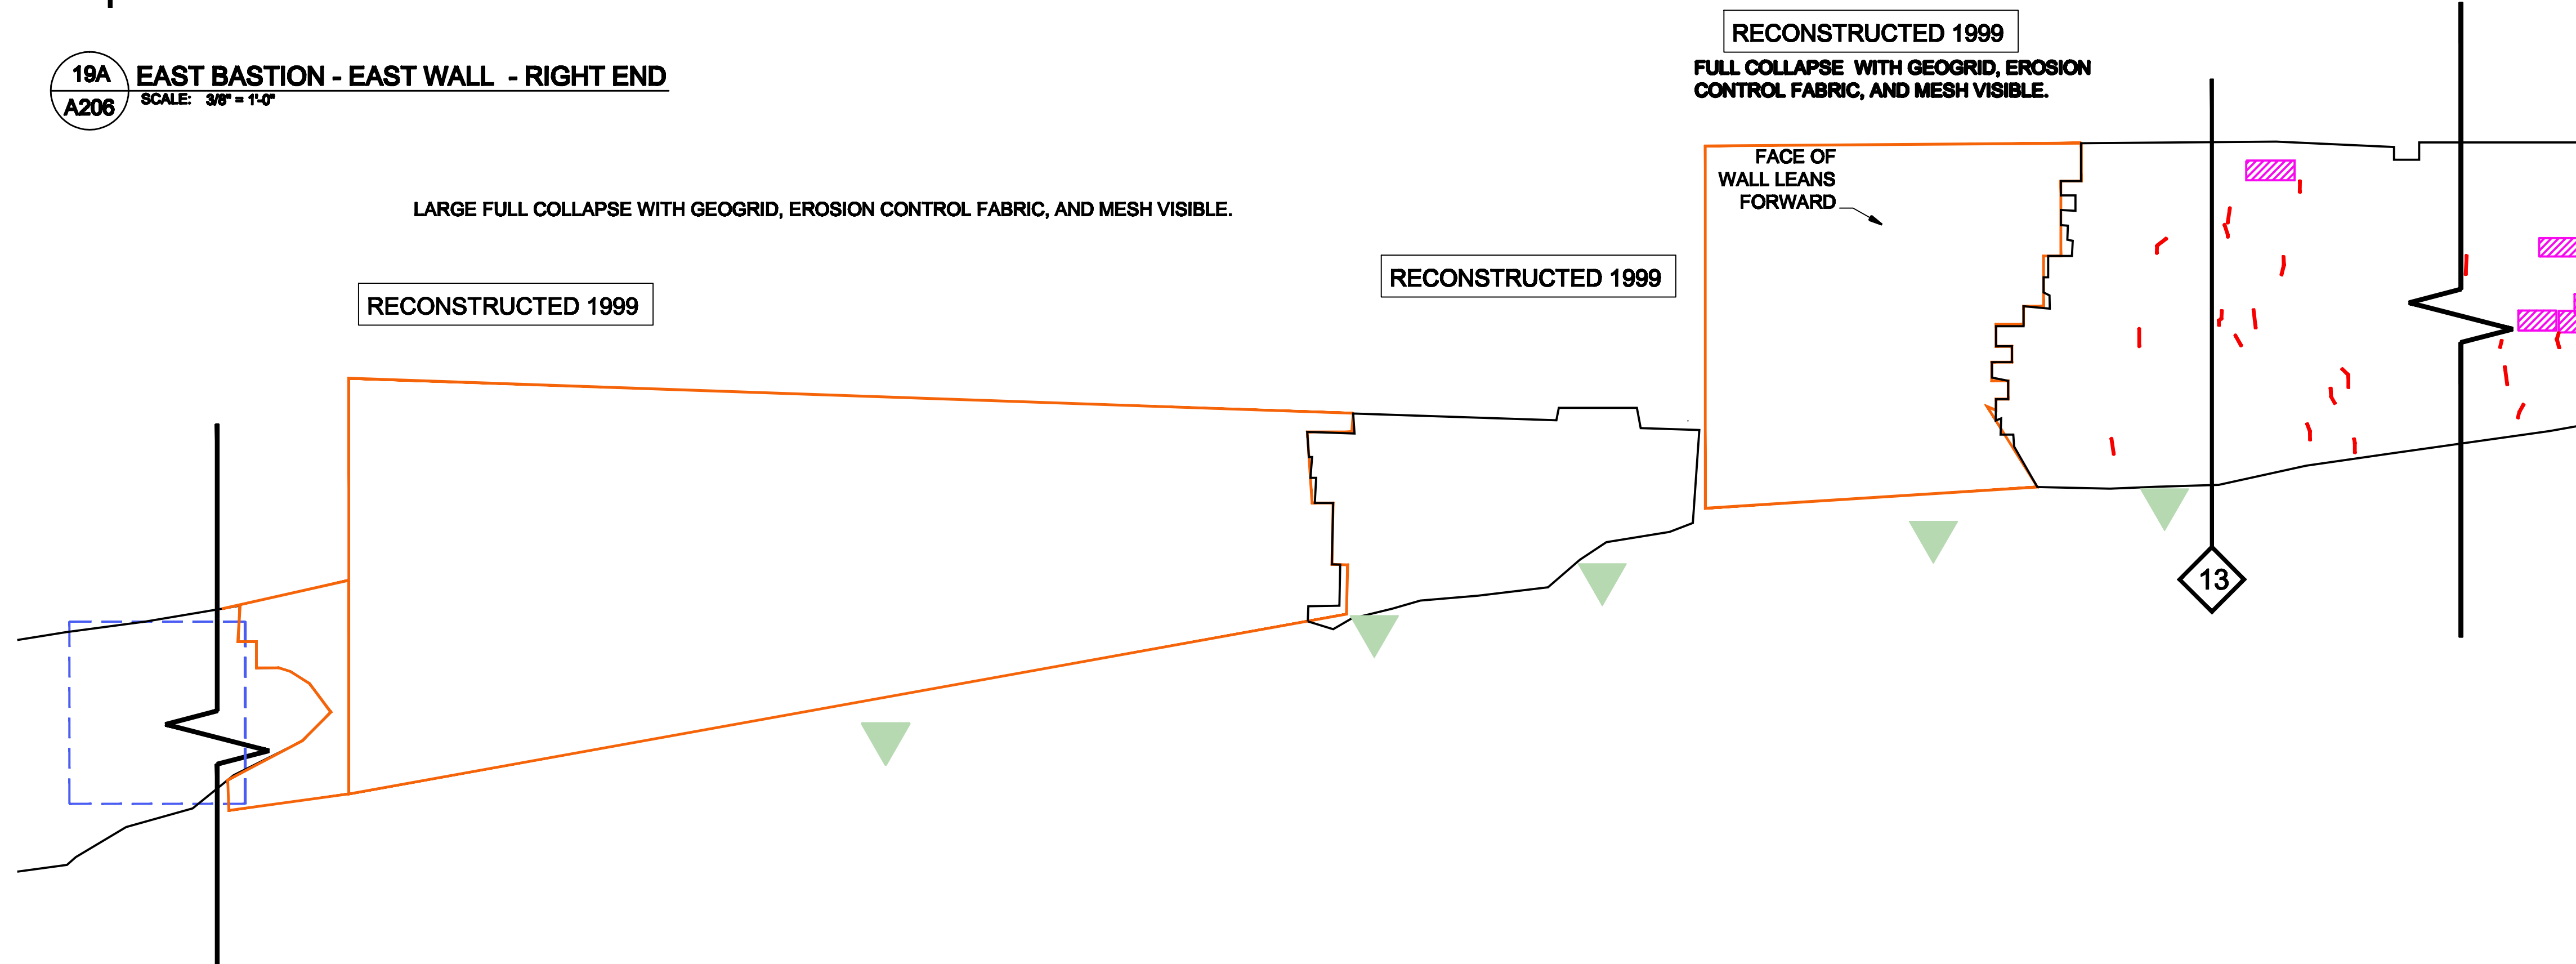 19A
A206
EAST BASTION - EAST WALL - RIGHT END
SCALE: 3/8" = 1'-0"
RECONSTRUCTED 1999
FULL COLLAPSE WITH GEOGRID, EROSION
CONTROL FABRIC, AND MESH VISIBLE.
FACE OF
WALL LEANS
FORWARD
LARGE FULL COLLAPSE WITH GEOGRID, EROSION CONTROL FABRIC, AND MESH VISIBLE.
RECONSTRUCTED 1999
RECONSTRUCTED 1999
13